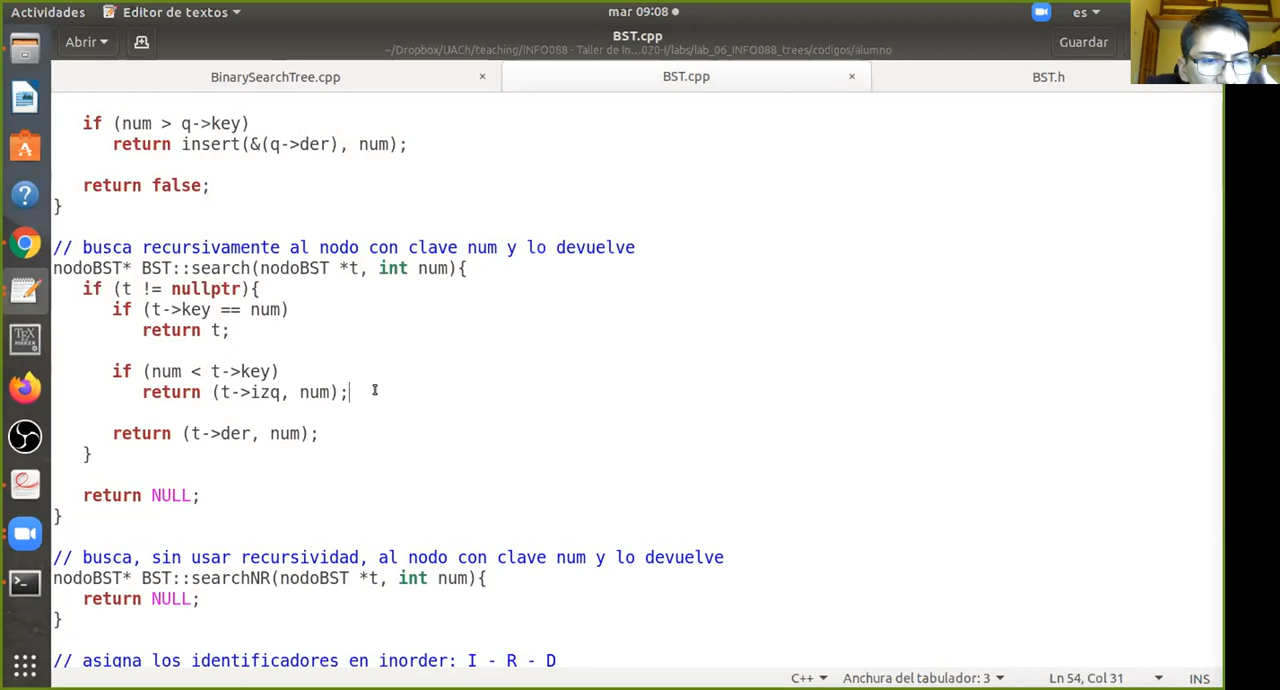 Actividades
Editor de textos
mar 09:08
es
Abrir
BST.cpp
~/Dropbox/UACh/teaching/INFO088 - Taller de In...020-I/labs/lab_06_INFO088_trees/codigos/alumno
Guardar
BinarySearchTree.cpp ×
BST.cpp ×
BST.h
if (num > q->key)
return insert(&(q->der), num);
return false;
}
// busca recursivamente al nodo con clave num y lo devuelve
nodoBST* BST::search(nodoBST *t, int num){
if (t != nullptr){
if (t->key == num)
return t;
if (num < t->key)
return (t->izq, num);
return (t->der, num);
}
return NULL;
}
// busca, sin usar recursividad, al nodo con clave num y lo devuelve
nodoBST* BST::searchNR(nodoBST *t, int num){
return NULL;
}
// asigna los identificadores en inorder: I - R - D
C++
Anchura del tabulador: 3
Ln 54, Col 31
INS